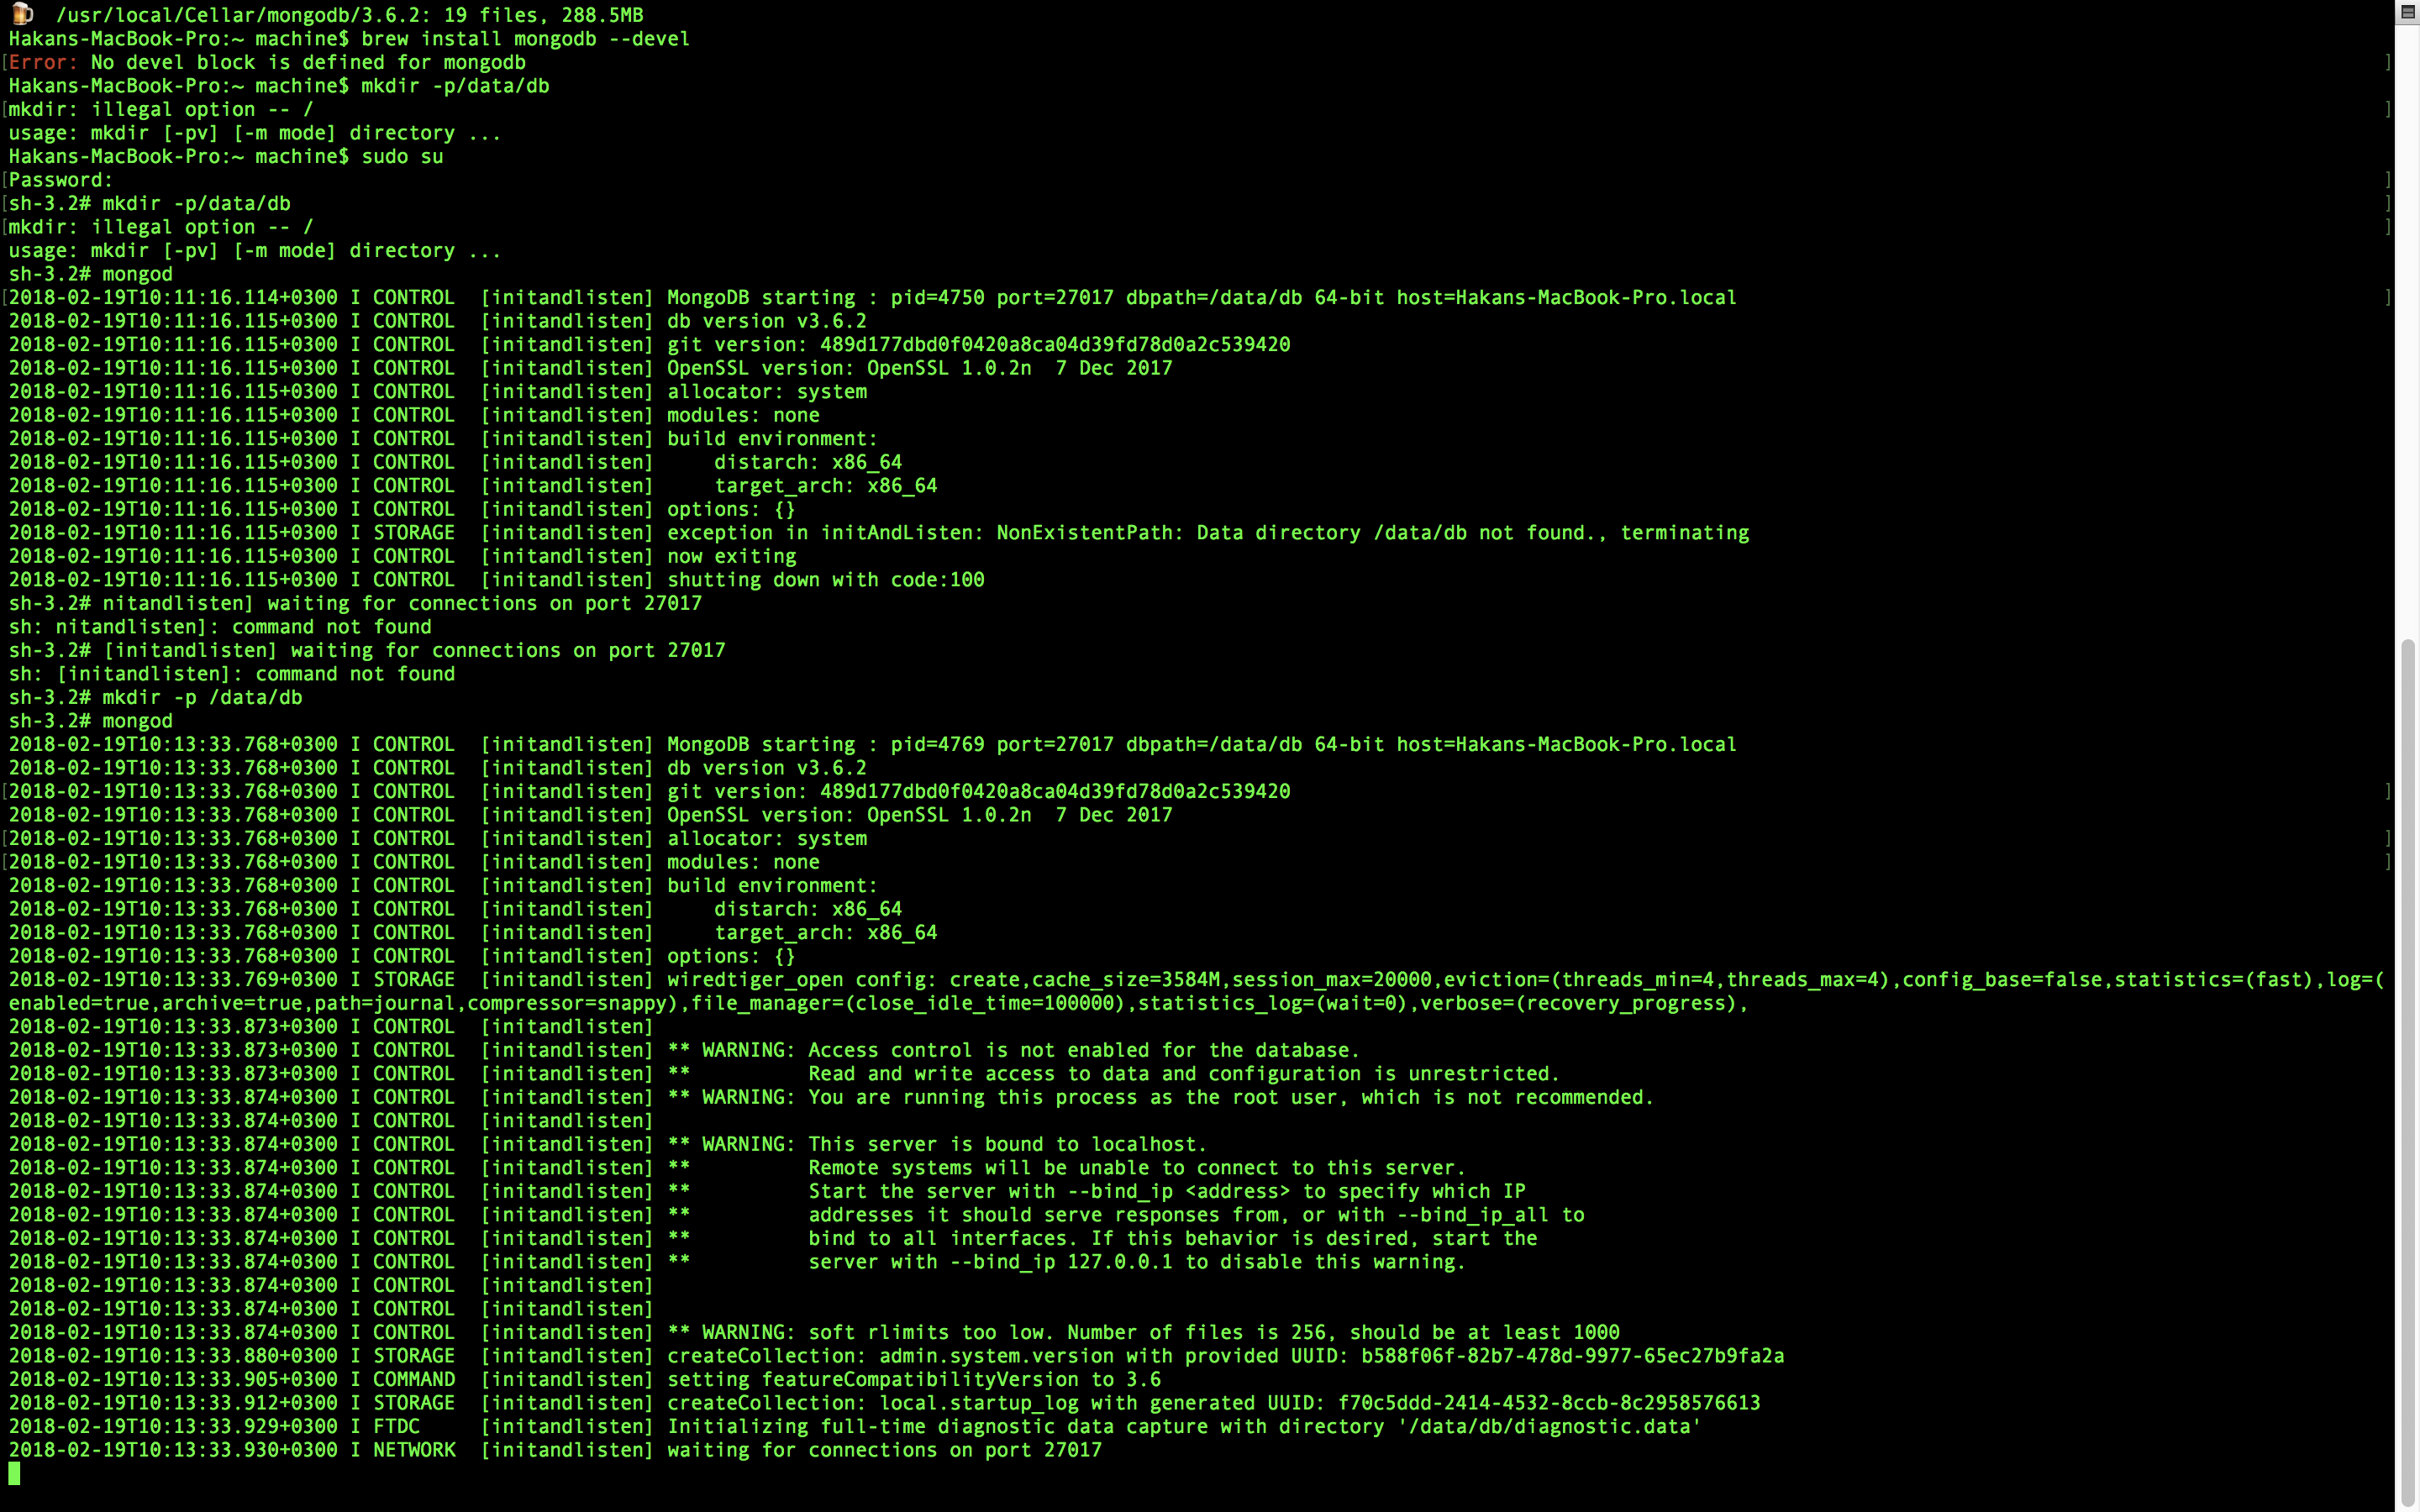 🍺  /usr/local/Cellar/mongodb/3.6.2: 19 files, 288.5MB
Hakans-MacBook-Pro:~ machine$ brew install mongodb --devel
[Error: No devel block is defined for mongodb ]
Hakans-MacBook-Pro:~ machine$ mkdir -p/data/db
[mkdir: illegal option -- / ]
usage: mkdir [-pv] [-m mode] directory ...
Hakans-MacBook-Pro:~ machine$ sudo su
[Password: ]
[sh-3.2# mkdir -p/data/db ]
[mkdir: illegal option -- / ]
usage: mkdir [-pv] [-m mode] directory ...
sh-3.2# mongod
[2018-02-19T10:11:16.114+0300 I CONTROL  [initandlisten] MongoDB starting : pid=4750 port=27017 dbpath=/data/db 64-bit host=Hakans-MacBook-Pro.local ]
2018-02-19T10:11:16.115+0300 I CONTROL  [initandlisten] db version v3.6.2
2018-02-19T10:11:16.115+0300 I CONTROL  [initandlisten] git version: 489d177dbd0f0420a8ca04d39fd78d0a2c539420
2018-02-19T10:11:16.115+0300 I CONTROL  [initandlisten] OpenSSL version: OpenSSL 1.0.2n  7 Dec 2017
2018-02-19T10:11:16.115+0300 I CONTROL  [initandlisten] allocator: system
2018-02-19T10:11:16.115+0300 I CONTROL  [initandlisten] modules: none
2018-02-19T10:11:16.115+0300 I CONTROL  [initandlisten] build environment:
2018-02-19T10:11:16.115+0300 I CONTROL  [initandlisten]     distarch: x86_64
2018-02-19T10:11:16.115+0300 I CONTROL  [initandlisten]     target_arch: x86_64
2018-02-19T10:11:16.115+0300 I CONTROL  [initandlisten] options: {}
2018-02-19T10:11:16.115+0300 I STORAGE  [initandlisten] exception in initAndListen: NonExistentPath: Data directory /data/db not found., terminating
2018-02-19T10:11:16.115+0300 I CONTROL  [initandlisten] now exiting
2018-02-19T10:11:16.115+0300 I CONTROL  [initandlisten] shutting down with code:100
sh-3.2# nitandlisten] waiting for connections on port 27017
sh: nitandlisten]: command not found
sh-3.2# [initandlisten] waiting for connections on port 27017
sh: [initandlisten]: command not found
sh-3.2# mkdir -p /data/db
sh-3.2# mongod
2018-02-19T10:13:33.768+0300 I CONTROL  [initandlisten] MongoDB starting : pid=4769 port=27017 dbpath=/data/db 64-bit host=Hakans-MacBook-Pro.local
2018-02-19T10:13:33.768+0300 I CONTROL  [initandlisten] db version v3.6.2
[2018-02-19T10:13:33.768+0300 I CONTROL  [initandlisten] git version: 489d177dbd0f0420a8ca04d39fd78d0a2c539420 ]
2018-02-19T10:13:33.768+0300 I CONTROL  [initandlisten] OpenSSL version: OpenSSL 1.0.2n  7 Dec 2017
[2018-02-19T10:13:33.768+0300 I CONTROL  [initandlisten] allocator: system ]
[2018-02-19T10:13:33.768+0300 I CONTROL  [initandlisten] modules: none ]
2018-02-19T10:13:33.768+0300 I CONTROL  [initandlisten] build environment:
2018-02-19T10:13:33.768+0300 I CONTROL  [initandlisten]     distarch: x86_64
2018-02-19T10:13:33.768+0300 I CONTROL  [initandlisten]     target_arch: x86_64
2018-02-19T10:13:33.768+0300 I CONTROL  [initandlisten] options: {}
2018-02-19T10:13:33.769+0300 I STORAGE  [initandlisten] wiredtiger_open config: create,cache_size=3584M,session_max=20000,eviction=(threads_min=4,threads_max=4),config_base=false,statistics=(fast),log=(
enabled=true,archive=true,path=journal,compressor=snappy),file_manager=(close_idle_time=100000),statistics_log=(wait=0),verbose=(recovery_progress),
2018-02-19T10:13:33.873+0300 I CONTROL  [initandlisten]
2018-02-19T10:13:33.873+0300 I CONTROL  [initandlisten] ** WARNING: Access control is not enabled for the database.
2018-02-19T10:13:33.873+0300 I CONTROL  [initandlisten] **          Read and write access to data and configuration is unrestricted.
2018-02-19T10:13:33.874+0300 I CONTROL  [initandlisten] ** WARNING: You are running this process as the root user, which is not recommended.
2018-02-19T10:13:33.874+0300 I CONTROL  [initandlisten]
2018-02-19T10:13:33.874+0300 I CONTROL  [initandlisten] ** WARNING: This server is bound to localhost.
2018-02-19T10:13:33.874+0300 I CONTROL  [initandlisten] **          Remote systems will be unable to connect to this server.
2018-02-19T10:13:33.874+0300 I CONTROL  [initandlisten] **          Start the server with --bind_ip <address> to specify which IP
2018-02-19T10:13:33.874+0300 I CONTROL  [initandlisten] **          addresses it should serve responses from, or with --bind_ip_all to
2018-02-19T10:13:33.874+0300 I CONTROL  [initandlisten] **          bind to all interfaces. If this behavior is desired, start the
2018-02-19T10:13:33.874+0300 I CONTROL  [initandlisten] **          server with --bind_ip 127.0.0.1 to disable this warning.
2018-02-19T10:13:33.874+0300 I CONTROL  [initandlisten]
2018-02-19T10:13:33.874+0300 I CONTROL  [initandlisten]
2018-02-19T10:13:33.874+0300 I CONTROL  [initandlisten] ** WARNING: soft rlimits too low. Number of files is 256, should be at least 1000
2018-02-19T10:13:33.880+0300 I STORAGE  [initandlisten] createCollection: admin.system.version with provided UUID: b588f06f-82b7-478d-9977-65ec27b9fa2a
2018-02-19T10:13:33.905+0300 I COMMAND  [initandlisten] setting featureCompatibilityVersion to 3.6
2018-02-19T10:13:33.912+0300 I STORAGE  [initandlisten] createCollection: local.startup_log with generated UUID: f70c5ddd-2414-4532-8ccb-8c2958576613
2018-02-19T10:13:33.929+0300 I FTDC     [initandlisten] Initializing full-time diagnostic data capture with directory '/data/db/diagnostic.data'
2018-02-19T10:13:33.930+0300 I NETWORK  [initandlisten] waiting for connections on port 27017